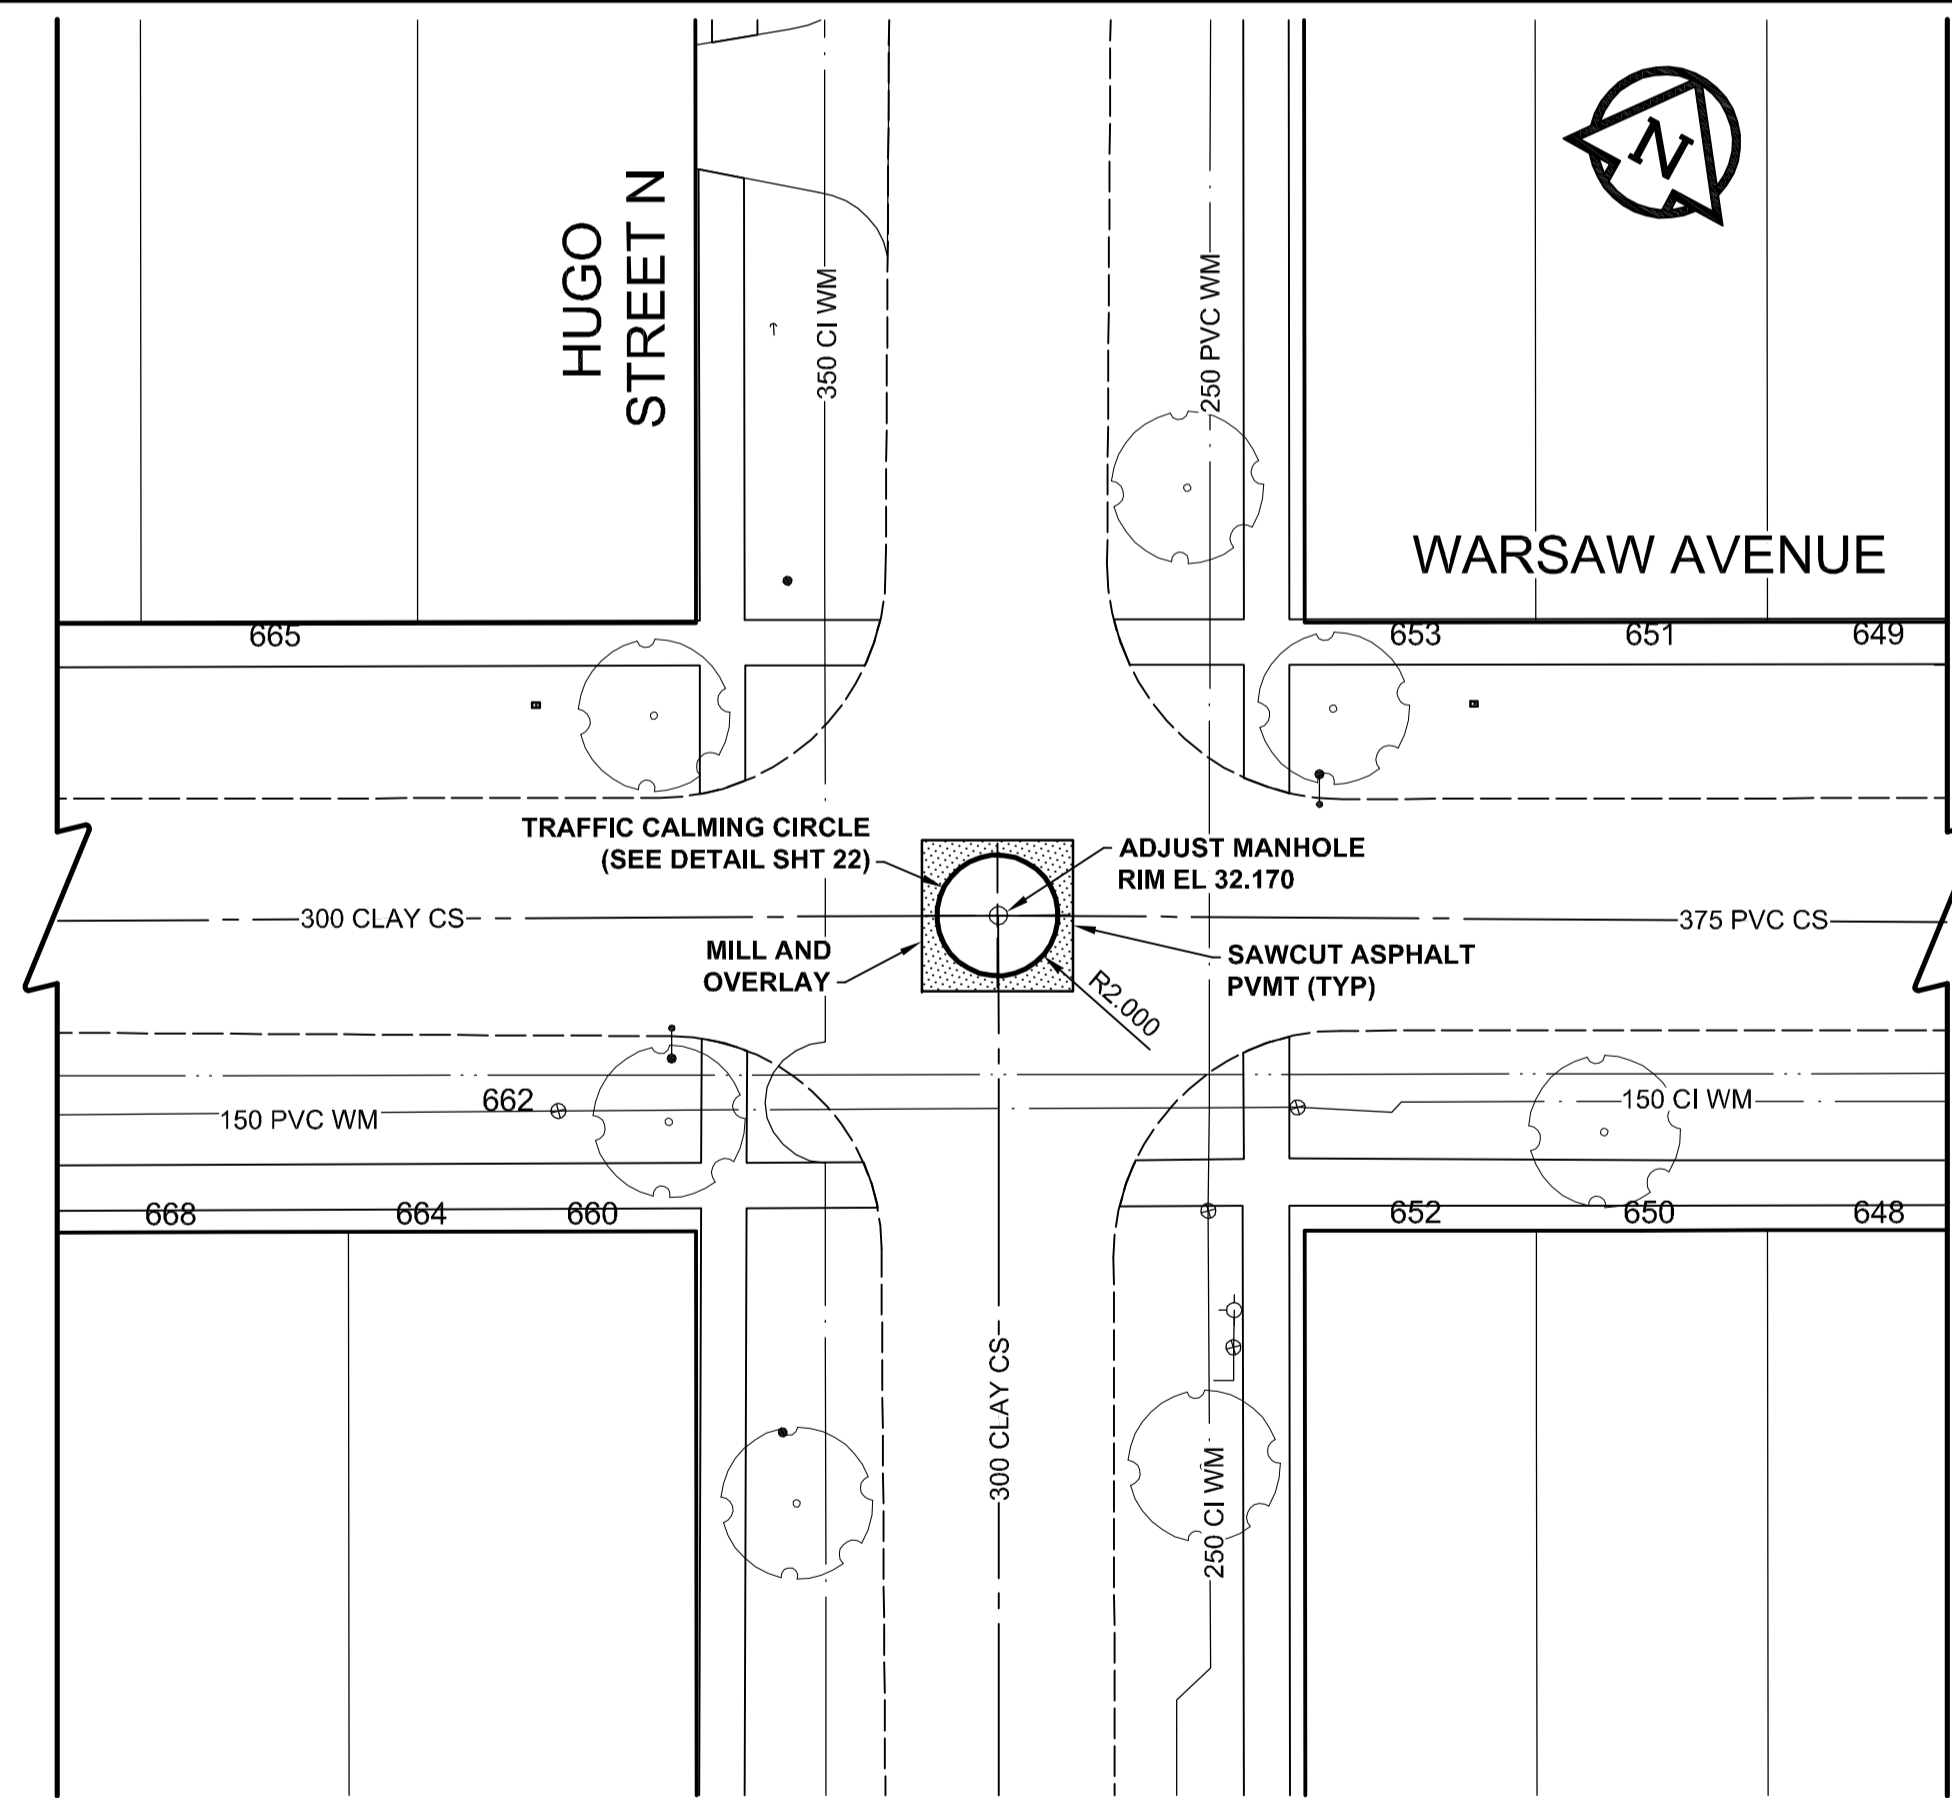 HUGO
STREET N
350 CI WM
250 PVC WM
N
WARSAW AVENUE
665
653
651
649
TRAFFIC CALMING CIRCLE
(SEE DETAIL SHT 22)
ADJUST MANHOLE
RIM EL 32.170
300 CLAY CS
375 PVC CS
MILL AND
OVERLAY
SAWCUT ASPHALT
PVMT (TYP)
R2.000
662
150 PVC WM
150 CI WM
668
664
660
652
650
648
300 CLAY CS
250 CI WM